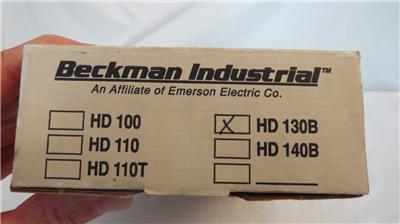 Beckman Industrial™
An Affiliate of Emerson Electric Co.
HD 100 X HD 130B
HD 110 HD 140B
HD 110T